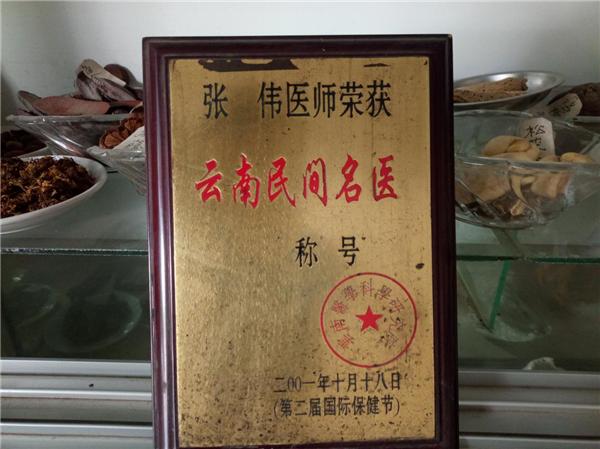 张 伟医师荣获
云南民间名医
称号
二00一年十月十八日
(第二届国际保健节)